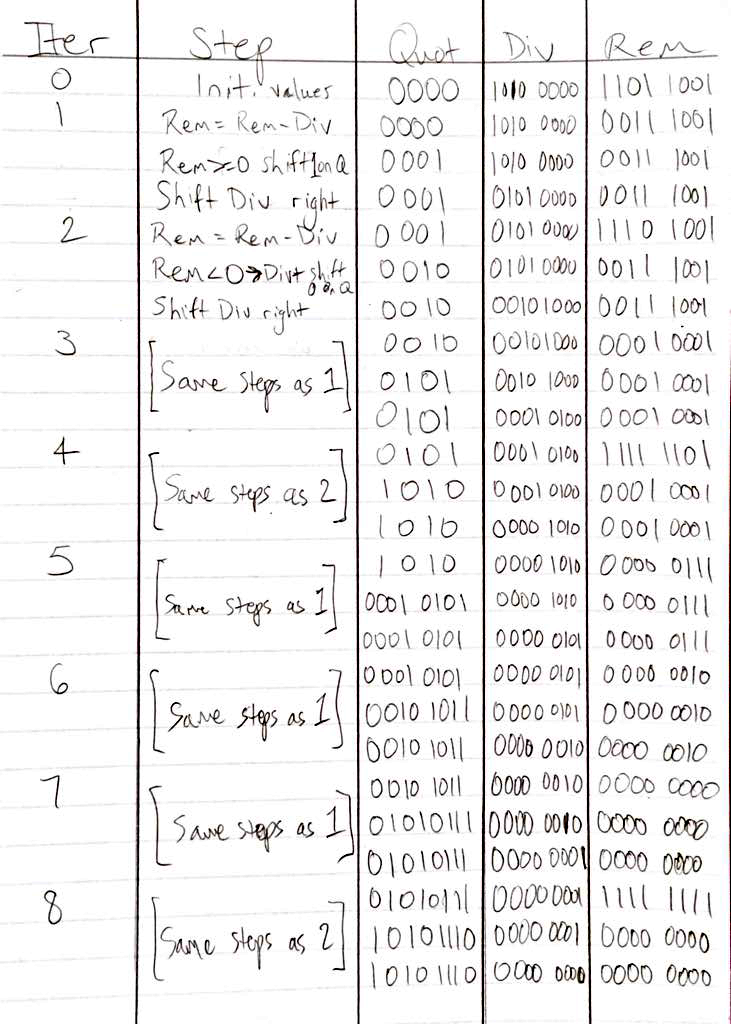 Iter Step Quot Div Rem
0 Init. values 0000 1010 0000 1101 1001
1 Rem = Rem-Div 0000 1010 0000 0011 1001
Rem>=0 shift 1 on Q 0001 1010 0000 0011 1001
Shift Div right 0001 0101 0000 0011 1001
2 Rem = Rem-Div 0001 0101 0000 1110 1001
Rem<0→Div+ shift 0 on Q 0010 0101 0000 0011 1001
Shift Div right 0010 00101000 0011 1001
3 0010 00101000 0001 0001
[Same steps as 1] 0101 0010 1000 0001 0001
0101 0001 0100 0001 0001
4 0101 0001 0100 1111 1101
[Same steps as 2] 1010 0001 0100 0001 0001
1010 0000 1010 0001 0001
5 1010 0000 1010 0000 0111
[Same steps as 1] 0001 0101 0000 1010 0000 0111
0001 0101 0000 0101 0000 0111
6 0001 0101 0000 0101 0000 0010
[Same steps as 1] 0010 1011 0000 0101 0000 0010
0010 1011 0000 0010 0000 0010
7 0010 1011 0000 0010 0000 0000
[Same steps as 1] 01010111 0000 0010 0000 0000
01010111 0000 0001 0000 0000
8 01010111 0000 0001 1111 1111
[Same steps as 2] 10101110 0000 0001 0000 0000
10101110 0000 0000 0000 0000